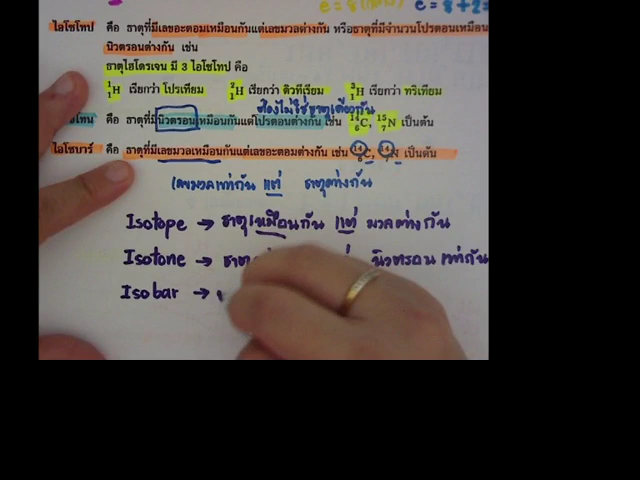 e = 8 + 2 =
ไอโซโทป คือ ธาตุที่มีเลขอะตอมเหมือนกันแต่เลขมวลต่างกัน หรือธาตุที่มีจำนวนโปรตอนเหมือน
นิวตรอนต่างกัน เช่น
ธาตุไฮโดรเจน มี 3 ไอโซโทป คือ
¹₁H เรียกว่า โปรเทียม ²₁H เรียกว่า ดิวทีเรียม ³₁H เรียกว่า ทริเทียม
ต้องไม่ใช่ธาตุเดียวกัน
โทน คือ ธาตุที่มีนิวตรอนเหมือนกันแต่โปรตอนต่างกัน เช่น ¹⁴₆C, ¹⁵₇N เป็นต้น
ไอโซบาร์ คือ ธาตุที่มีเลขมวลเหมือนกันแต่เลขอะตอมต่างกัน เช่น ¹⁴₆C, ¹⁴₇N เป็นต้น
เลขมวลเท่ากัน แต่ ธาตุต่างกัน
Isotope → ธาตุเหมือนกัน แต่ มวลต่างกัน
Isotone → ธาตุ นิวตรอนเท่ากัน
Isobar →